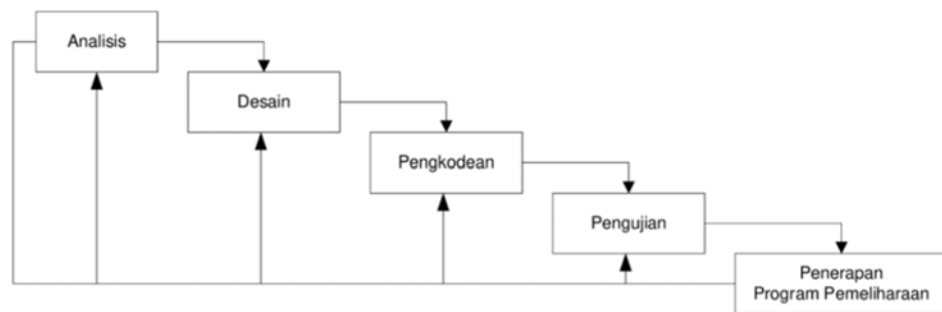 Analisis
Desain
Pengkodean
Pengujian
Penerapan
Program Pemeliharaan